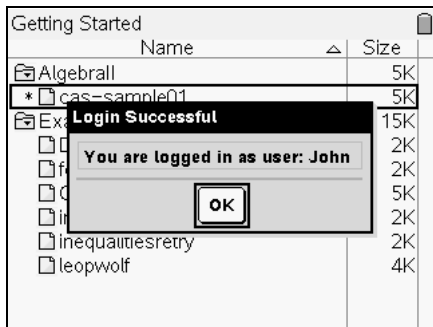 Getting Started
Name Size
AlgebraII 5K
* cas-sample01 5K
Login Successful
15K
You are logged in as user: John
2K
2K
5K
OK
2K
inequalitiesretry 2K
leopwolf 4K